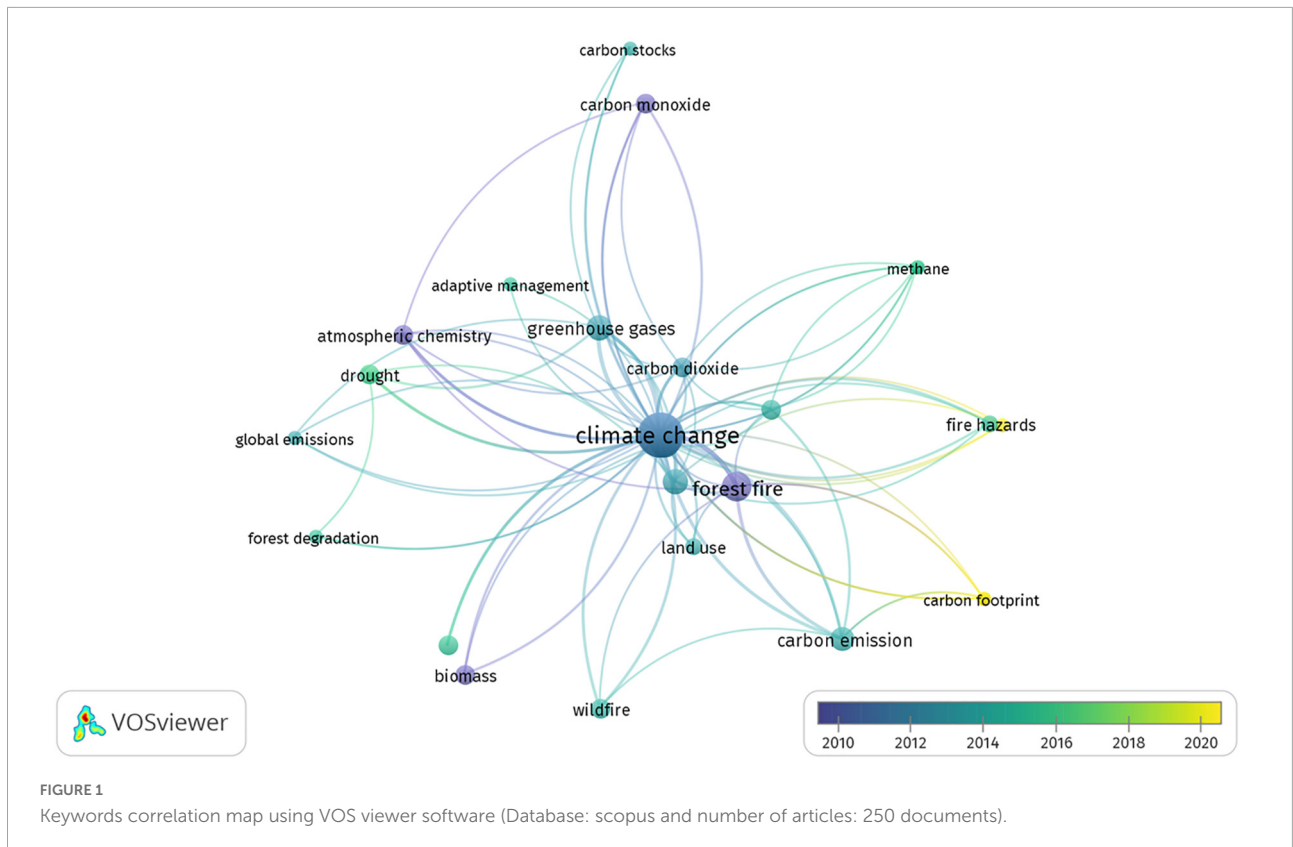 carbon stocks
carbon monoxide
methane
adaptive management
greenhouse gases
atmospheric chemistry
carbon dioxide
drought
fire hazards
climate change
global emissions
forest fire
forest degradation
land use
carbon footprint
carbon emission
biomass
wildfire
VOSviewer
2010 2012 2014 2016 2018 2020
FIGURE 1
Keywords correlation map using VOS viewer software (Database: scopus and number of articles: 250 documents).